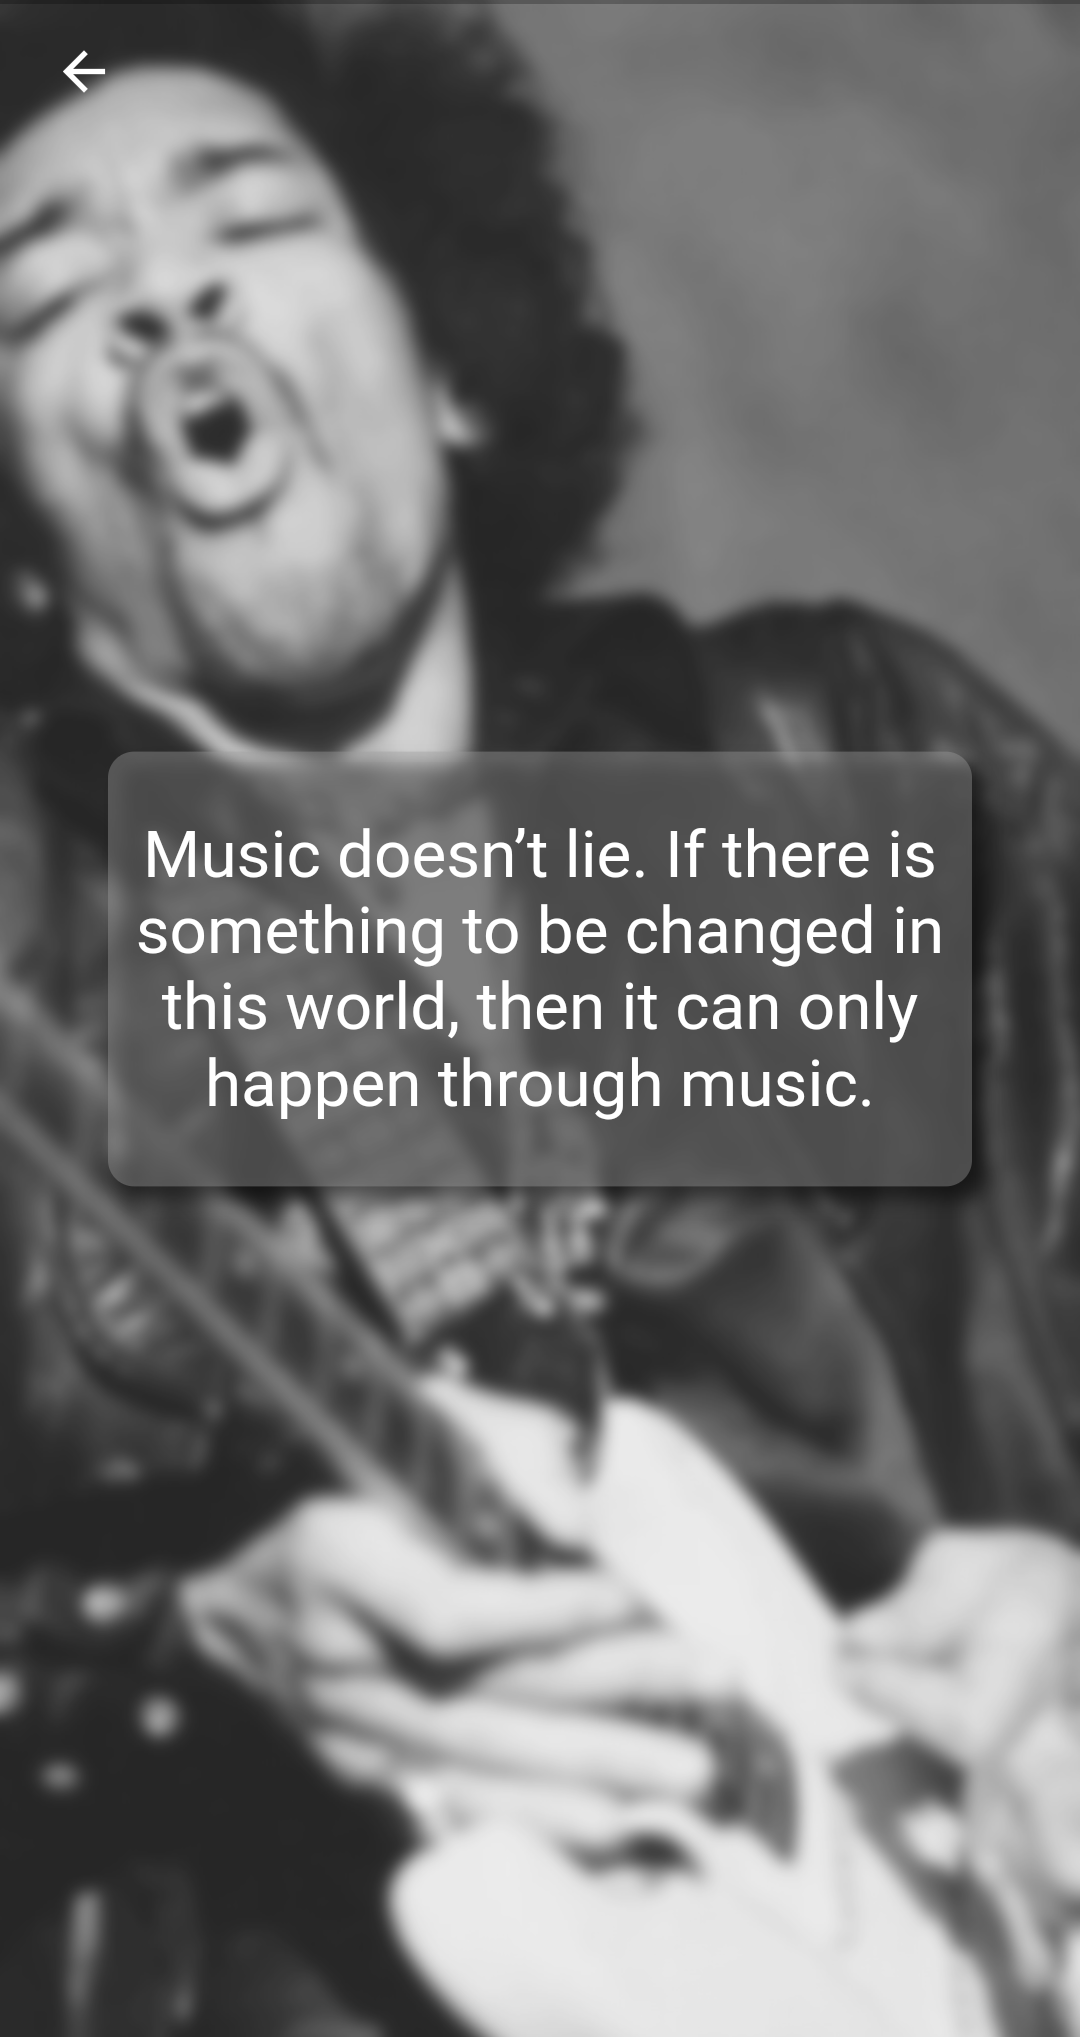 Music doesn’t lie. If there is
something to be changed in
this world, then it can only
happen through music.